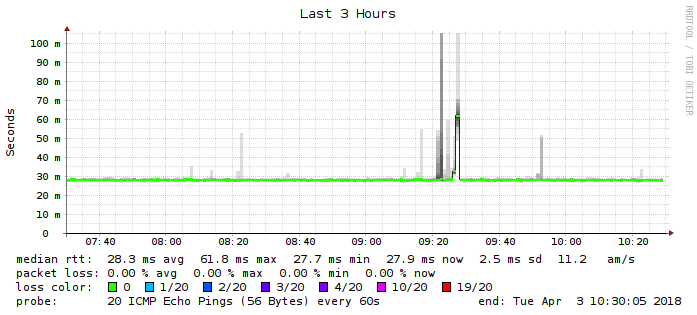 Last 3 Hours
RRDTOOL / TOBI OETIKER
Seconds
100 m
90 m
80 m
70 m
60 m
50 m
40 m
30 m
20 m
10 m
0
07:40 08:00 08:20 08:40 09:00 09:20 09:40 10:00 10:20
median rtt: 28.3 ms avg 61.8 ms max 27.7 ms min 27.9 ms now 2.5 ms sd 11.2 am/s
packet loss: 0.00 % avg 0.00 % max 0.00 % min 0.00 % now
loss color: 0 1/20 2/20 3/20 4/20 10/20 19/20
probe: 20 ICMP Echo Pings (56 Bytes) every 60s end: Tue Apr 3 10:30:05 2018